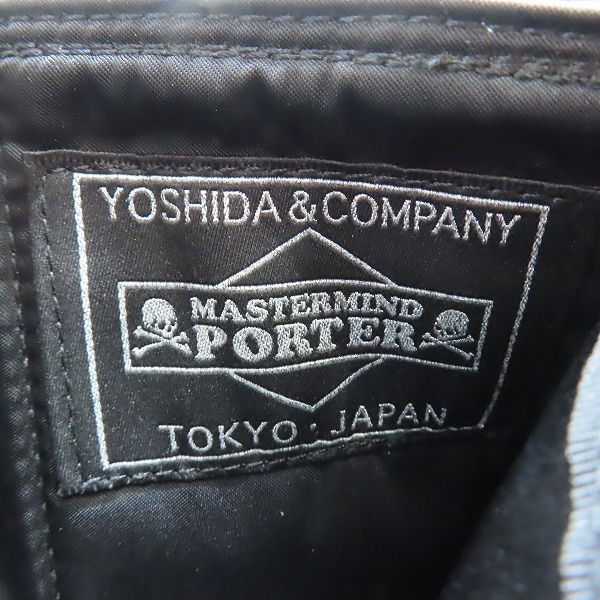 YOSHIDA & COMPANY
MASTERMIND
PORTER
TOKYO . JAPAN